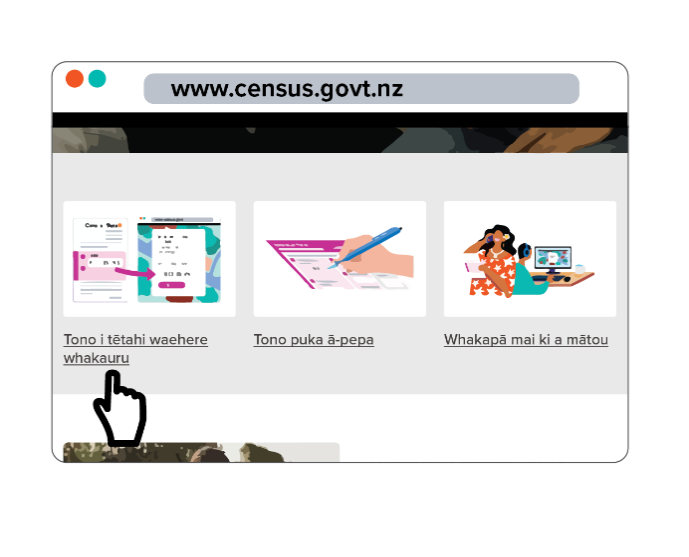 www.census.govt.nz
Tono i tētahi waehere
whakauru
Tono puka ā-pepa
Whakapā mai ki a mātou